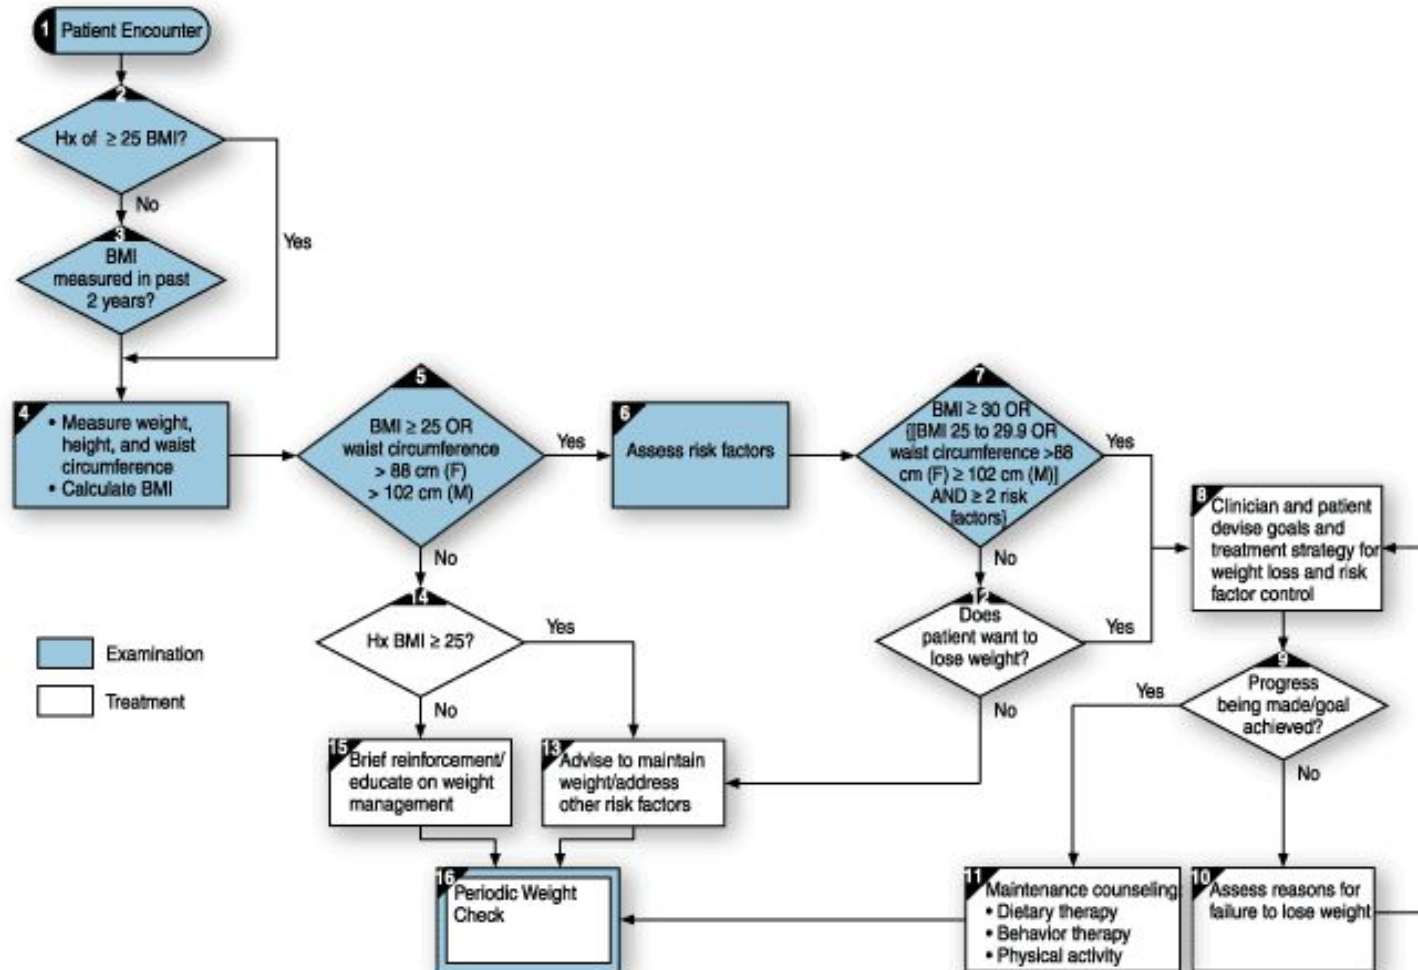 1 Patient Encounter
2
Hx of ≥ 25 BMI?
No
Yes
3
BMI
measured in past
2 years?
4
• Measure weight,
height, and waist
circumference
• Calculate BMI
5
BMI ≥ 25 OR
waist circumference
> 88 cm (F)
> 102 cm (M)
Yes
No
6
Assess risk factors
7
BMI ≥ 30 OR
{[BMI 25 to 29.9 OR
waist circumference >88
cm (F) ≥ 102 cm (M)]
AND ≥ 2 risk
factors}
Yes
No
8
Clinician and patient
devise goals and
treatment strategy for
weight loss and risk
factor control
14
Hx BMI ≥ 25?
Yes
No
12
Does
patient want to
lose weight?
Yes
No
9
Progress
being made/goal
achieved?
Yes
No
Examination
Treatment
15
Brief reinforcement/
educate on weight
management
13
Advise to maintain
weight/address
other risk factors
16
Periodic Weight
Check
11
Maintenance counseling:
• Dietary therapy
• Behavior therapy
• Physical activity
10
Assess reasons for
failure to lose weight